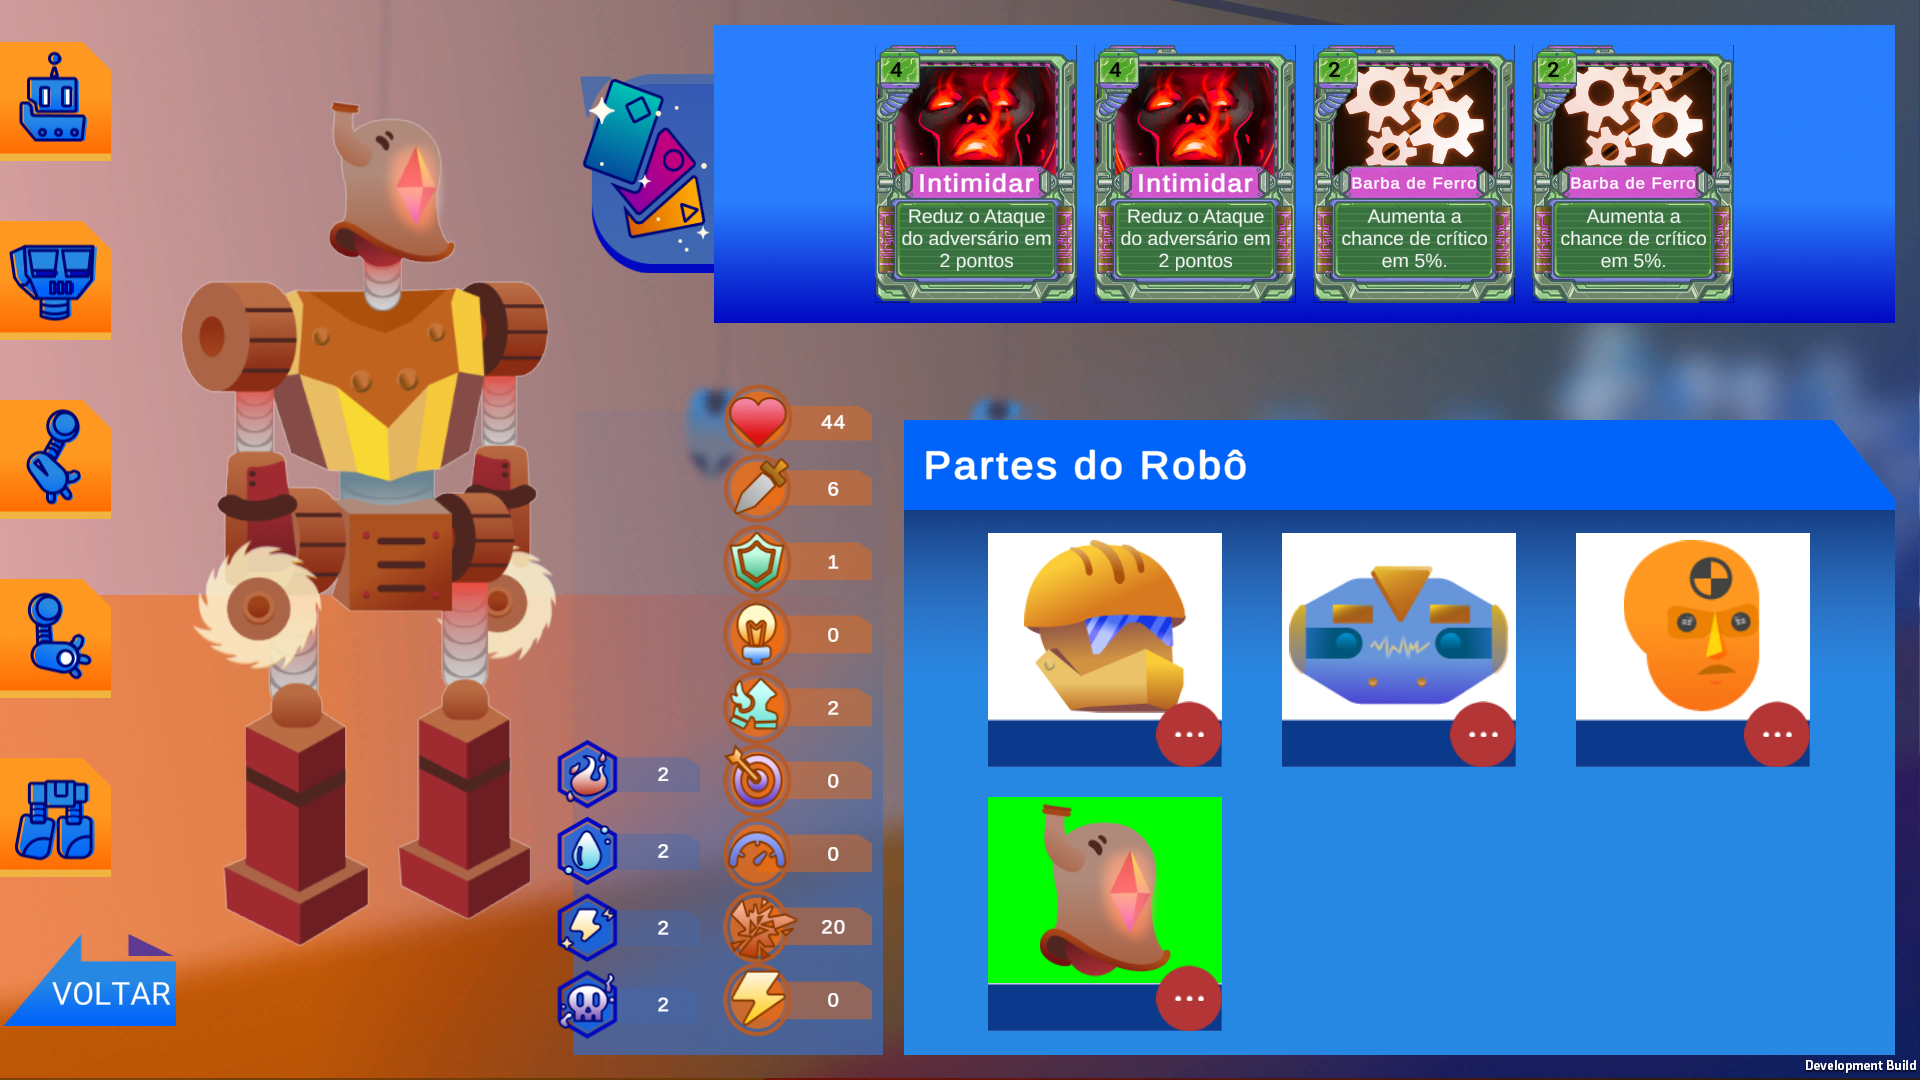 4
4
2
2
Intimidar
Intimidar
Barba de Ferro
Barba de Ferro
Reduz o Ataque
do adversário em
2 pontos
Reduz o Ataque
do adversário em
2 pontos
Aumenta a
chance de crítico
em 5%.
Aumenta a
chance de crítico
em 5%.
44
6
1
0
2
0
0
20
0
2
2
2
2
Partes do Robô
VOLTAR
Development Build